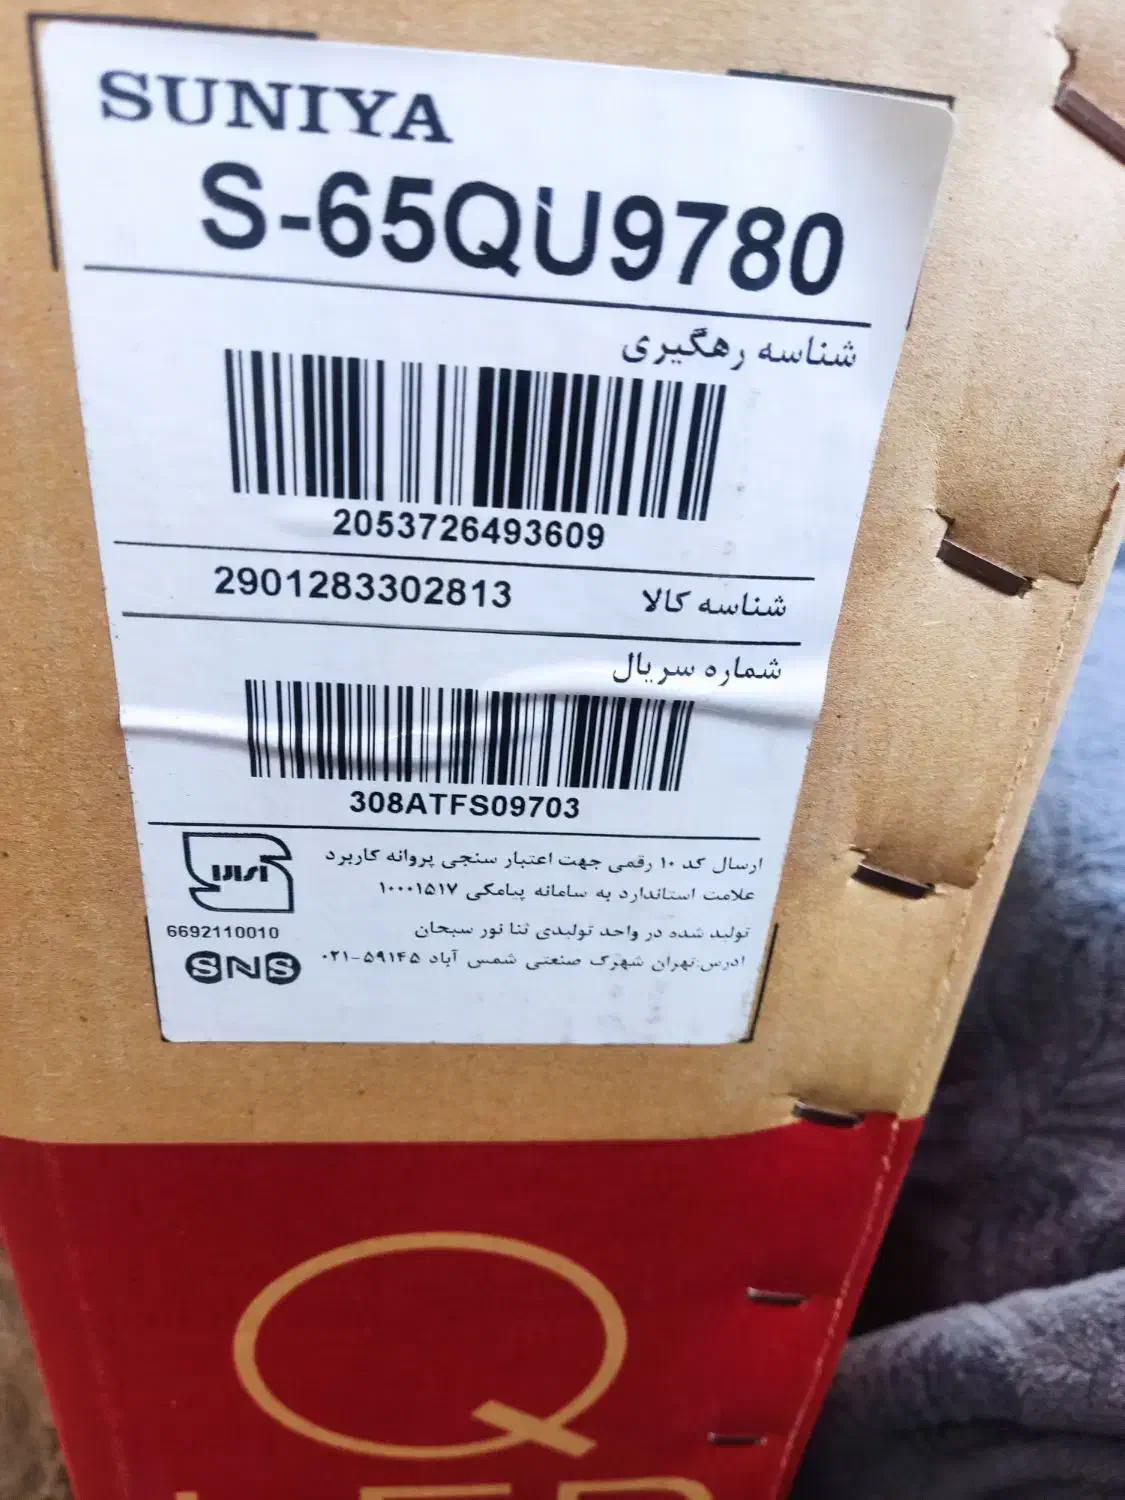 SUNIYA
S-65QU9780
شناسه رهگیری
2053726493609
شناسه کالا 2901283302813
شماره سریال
308ATFS09703
ارسال کد ۱۰ رقمی جهت اعتبار سنجی پروانه کاربرد
علامت استاندارد به سامانه پیامکی ۱۰۰۰۱۵۱۷
6692110010
تولید شده در واحد تولیدی ثنا نور سبحان
ادرس:تهران شهرک صنعتی شمس آباد ۵۹۱۴۵-۰۲۱
SNS
Q
LED